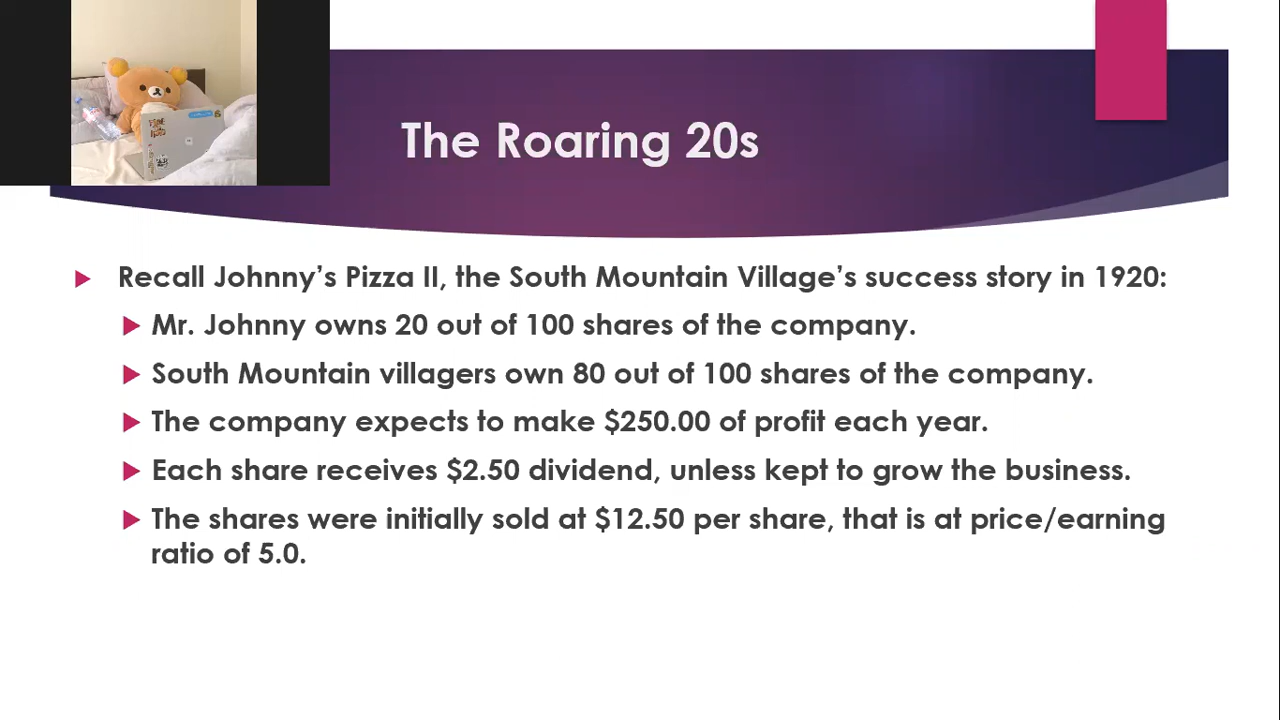 The Roaring 20s
Recall Johnny’s Pizza II, the South Mountain Village’s success story in 1920:
Mr. Johnny owns 20 out of 100 shares of the company.
South Mountain villagers own 80 out of 100 shares of the company.
The company expects to make $250.00 of profit each year.
Each share receives $2.50 dividend, unless kept to grow the business.
The shares were initially sold at $12.50 per share, that is at price/earning
ratio of 5.0.